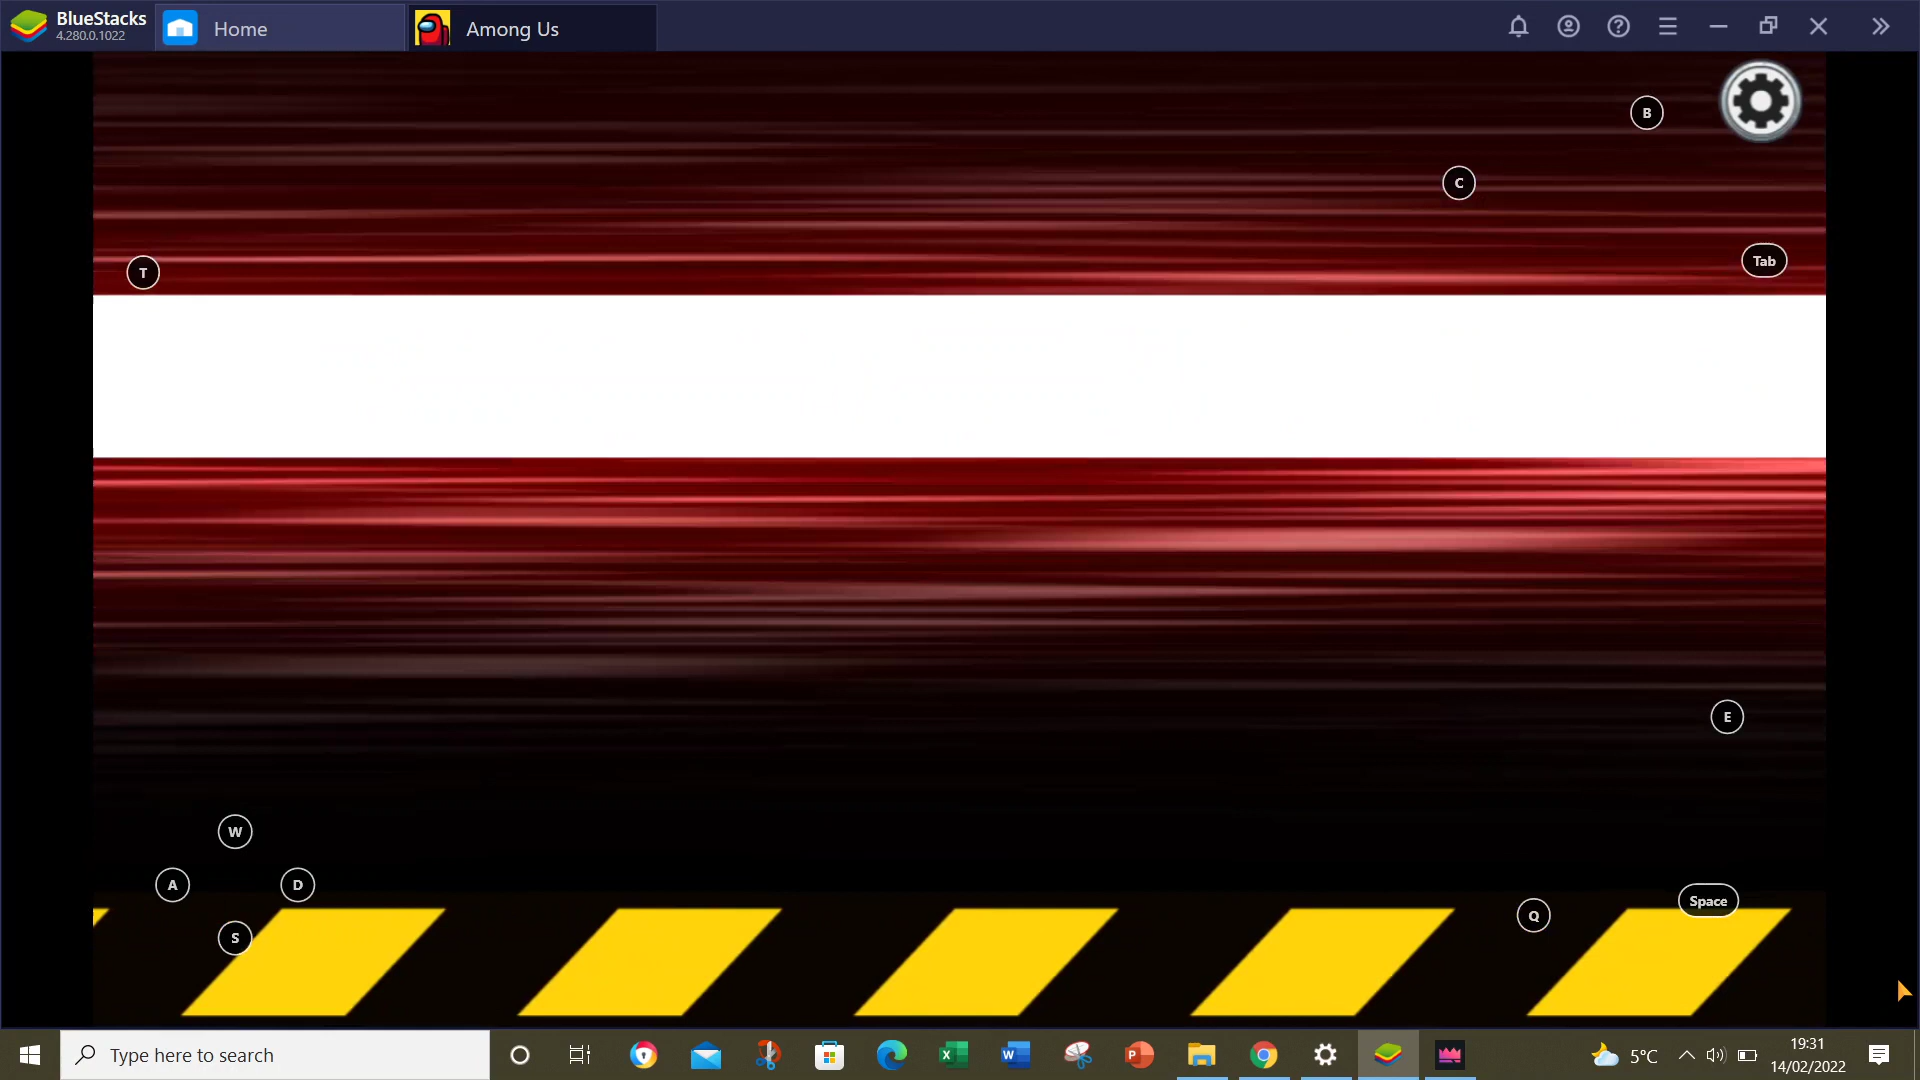 BlueStacks
4.280.0.1022
Home
Among Us
B
C
T
Tab
E
W
A
D
S
Q
Space
Type here to search
5°C
19:31
14/02/2022